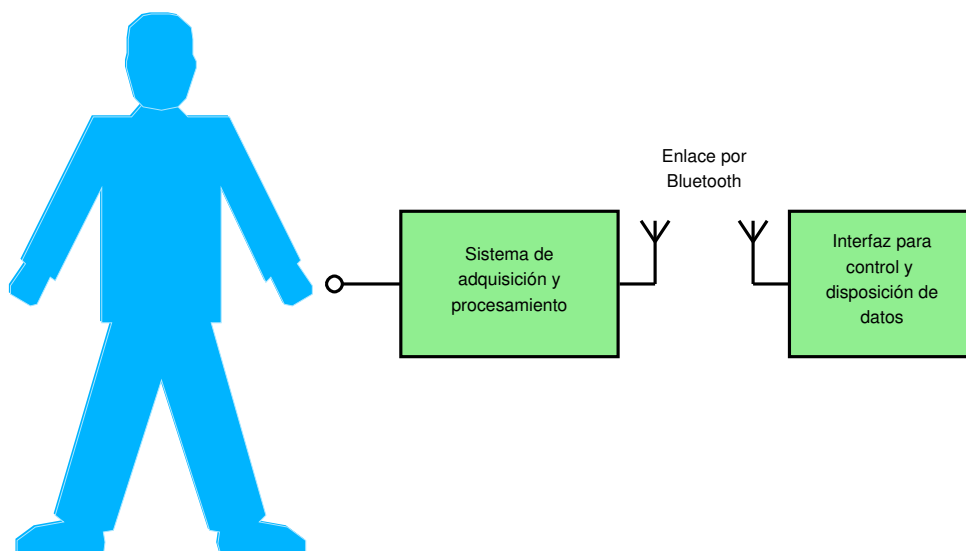 Enlace por
Bluetooth
Sistema de
adquisición y
procesamiento
Interfaz para
control y
disposición de
datos